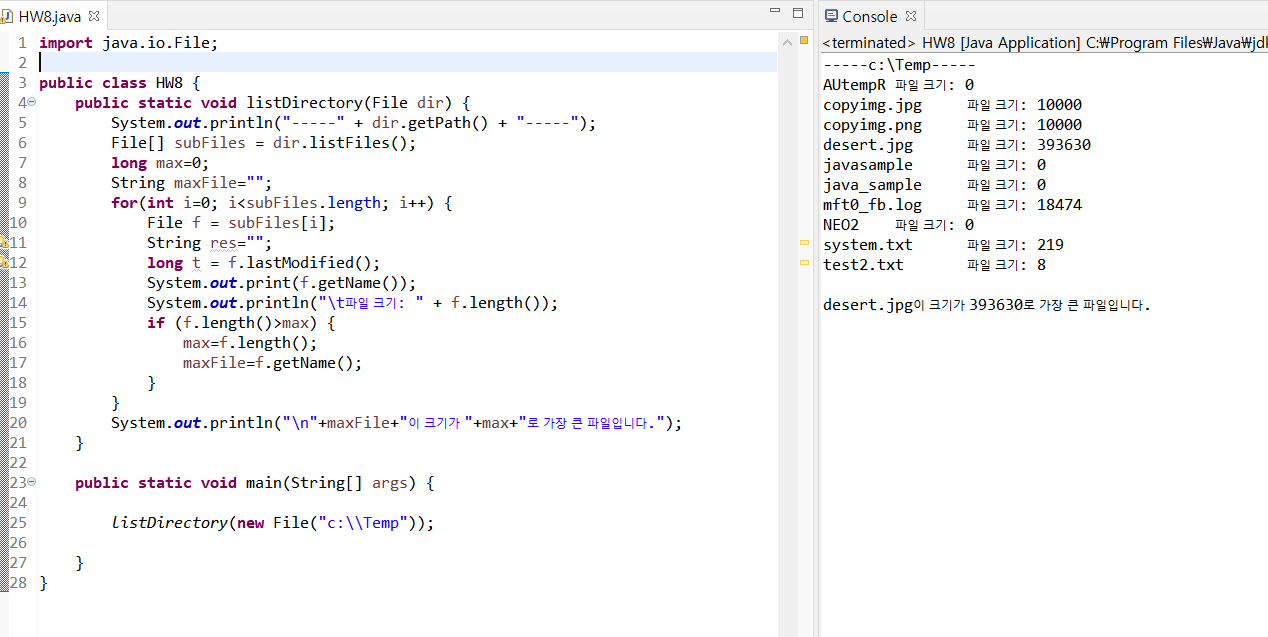 HW8.java
1 import java.io.File;
2
3 public class HW8 {
4 public static void listDirectory(File dir) {
5 System.out.println("-----" + dir.getPath() + "-----");
6 File[] subFiles = dir.listFiles();
7 long max=0;
8 String maxFile="";
9 for(int i=0; i<subFiles.length; i++) {
10 File f = subFiles[i];
11 String res="";
12 long t = f.lastModified();
13 System.out.print(f.getName());
14 System.out.println("\t파일 크기: " + f.length());
15 if (f.length()>max) {
16 max=f.length();
17 maxFile=f.getName();
18 }
19 }
20 System.out.println("\n"+maxFile+"이 크기가 "+max+"로 가장 큰 파일입니다.");
21 }
22
23 public static void main(String[] args) {
24
25 listDirectory(new File("c:\\Temp"));
26
27 }
28 }
Console
<terminated> HW8 [Java Application] C:₩Program Files₩Java₩jdk
-----c:\Temp-----
AUtempR 파일 크기: 0
copyimg.jpg 파일 크기: 10000
copyimg.png 파일 크기: 10000
desert.jpg 파일 크기: 393630
javasample 파일 크기: 0
java_sample 파일 크기: 0
mft0_fb.log 파일 크기: 18474
NEO2 파일 크기: 0
system.txt 파일 크기: 219
test2.txt 파일 크기: 8

desert.jpg이 크기가 393630로 가장 큰 파일입니다.